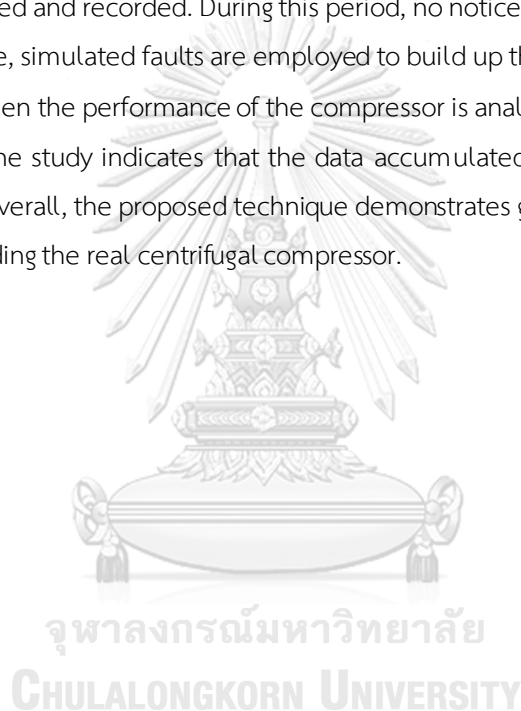 ed and recorded. During this period, no notice
e, simulated faults are employed to build up th
en the performance of the compressor is anal
ne study indicates that the data accumulated
verall, the proposed technique demonstrates g
ding the real centrifugal compressor.
จุฬาลงกรณ์มหาวิทยาลัย
CHULALONGKORN UNIVERSITY